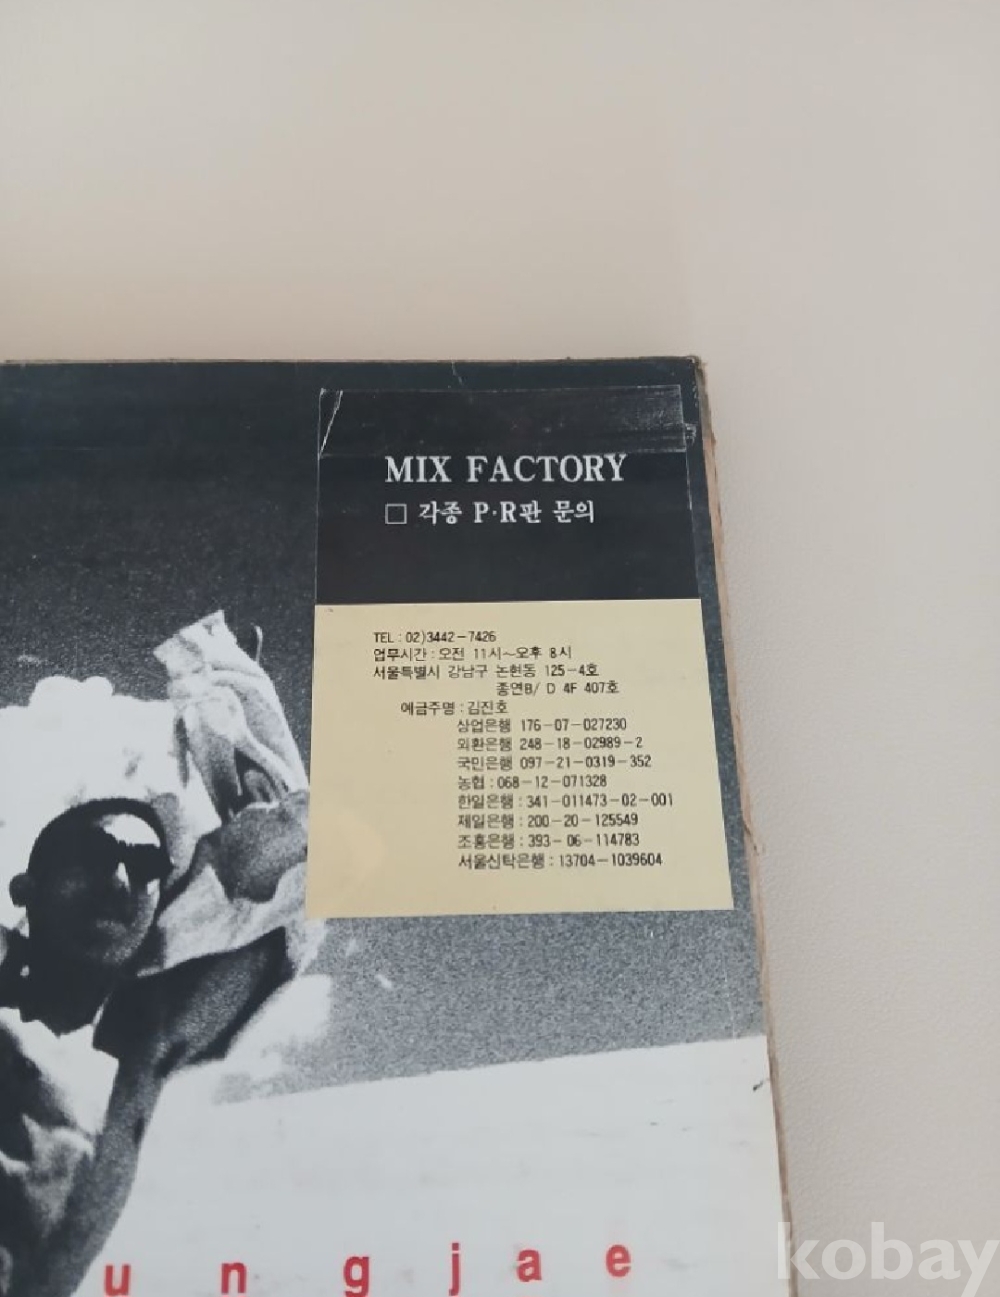 MIX FACTORY
□ 각종 P·R판 문의
TEL : 02)3442-7426
업무시간 : 오전 11시~오후 8시
서울특별시 강남구 논현동 125-4호
종연B/D 4F 407호
예금주명 : 김진호
상업은행 176-07-027230
외환은행 248-18-02989-2
국민은행 097-21-0319-352
농협 : 068-12-071328
한일은행 : 341-011473-02-001
제일은행 : 200-20-125549
조흥은행 : 393-06-114783
서울신탁은행 : 13704-1039604
ungjae
kobay